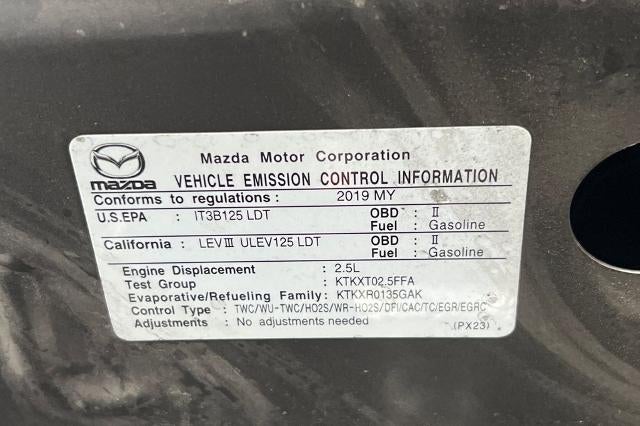 Mazda Motor Corporation
mazda VEHICLE EMISSION CONTROL INFORMATION
Conforms to regulations : 2019 MY
U.S.EPA : IT3B125 LDT OBD : II
Fuel : Gasoline
California : LEVIII ULEV125 LDT OBD : II
Fuel : Gasoline
Engine Displacement : 2.5L
Test Group : KTKXT02.5FFA
Evaporative/Refueling Family: KTKXR0135GAK
Control Type : TWC/WU-TWC/HO2S/WR-HO2S/DFI/CAC/TC/EGR/EGRC
Adjustments : No adjustments needed (PX23)